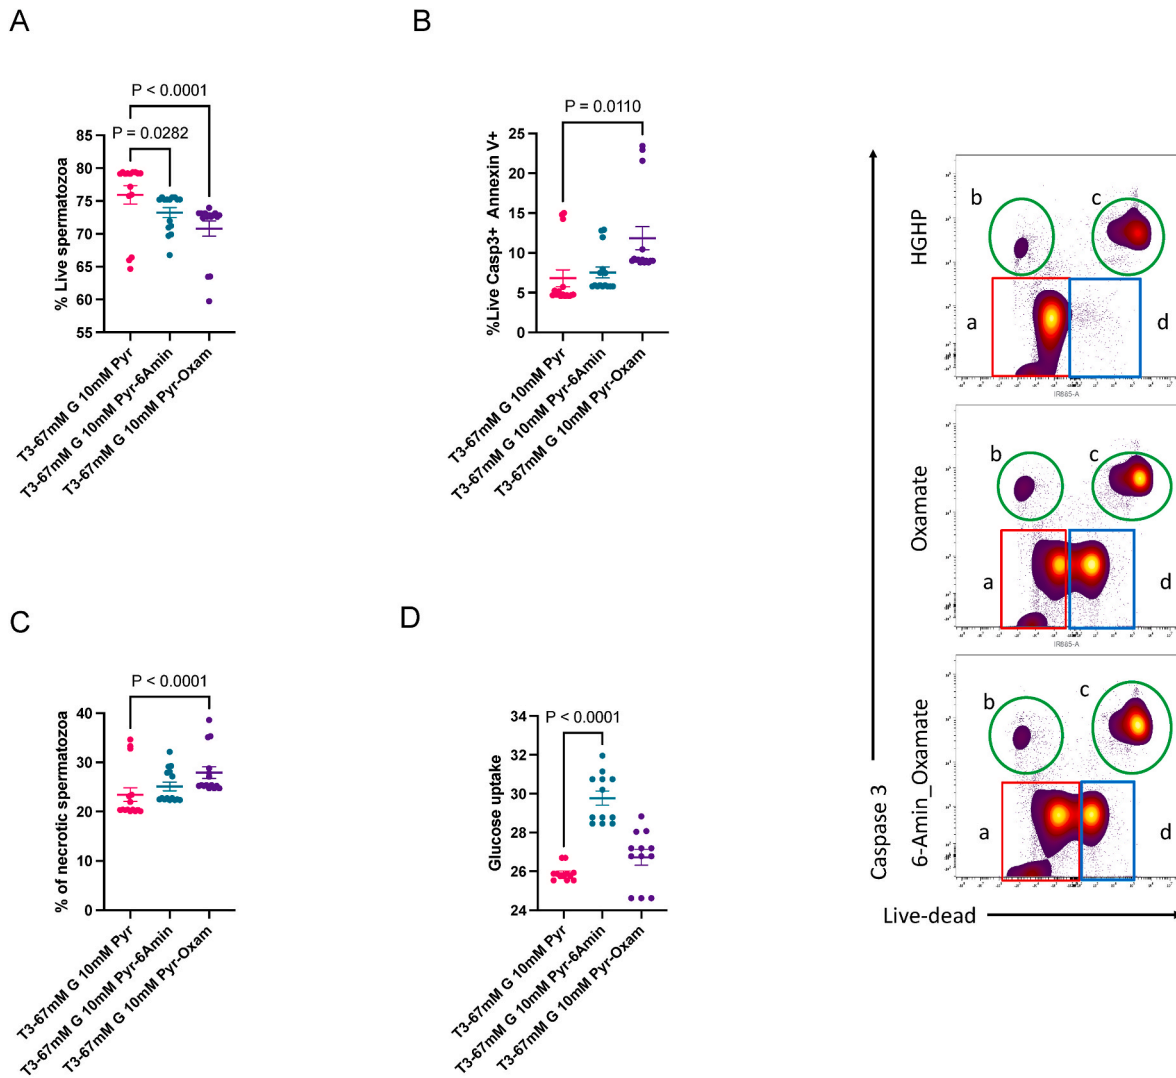 A
P < 0.0001
P = 0.0282
% Live spermatozoa
85
80
75
70
65
60
55
T3-67mM G 10mM Pyr
T3-67mM G 10mM Pyr-6Amin
T3-67mM G 10mM Pyr-Oxam
B
P = 0.0110
%Live Casp3+ Annexin V+
25
20
15
10
5
0
T3-67mM G 10mM Pyr
T3-67mM G 10mM Pyr-6Amin
T3-67mM G 10mM Pyr-Oxam
C
P < 0.0001
% of necrotic spermatozoa
40
30
20
10
0
T3-67mM G 10mM Pyr
T3-67mM G 10mM Pyr-6Amin
T3-67mM G 10mM Pyr-Oxam
D
P < 0.0001
Glucose uptake
34
32
30
28
26
24
T3-67mM G 10mM Pyr
T3-67mM G 10mM Pyr-6Amin
T3-67mM G 10mM Pyr-Oxam
HGHP
b
c
a
d
IR885-A
Oxamate
b
c
a
d
IR885-A
6-Amin_Oxamate
b
c
a
d
Caspase 3
Live-dead